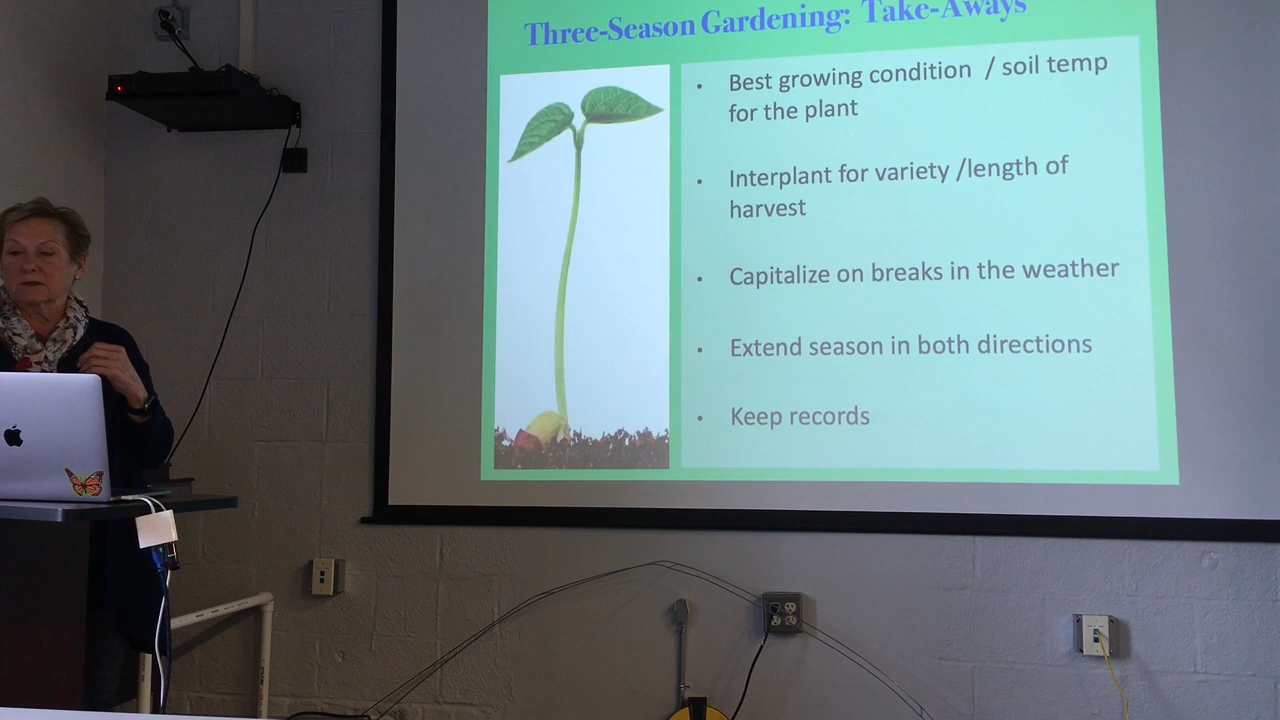 Three-Season Gardening: Take-Aways
• Best growing condition / soil temp
for the plant
• Interplant for variety /length of
harvest
• Capitalize on breaks in the weather
• Extend season in both directions
• Keep records